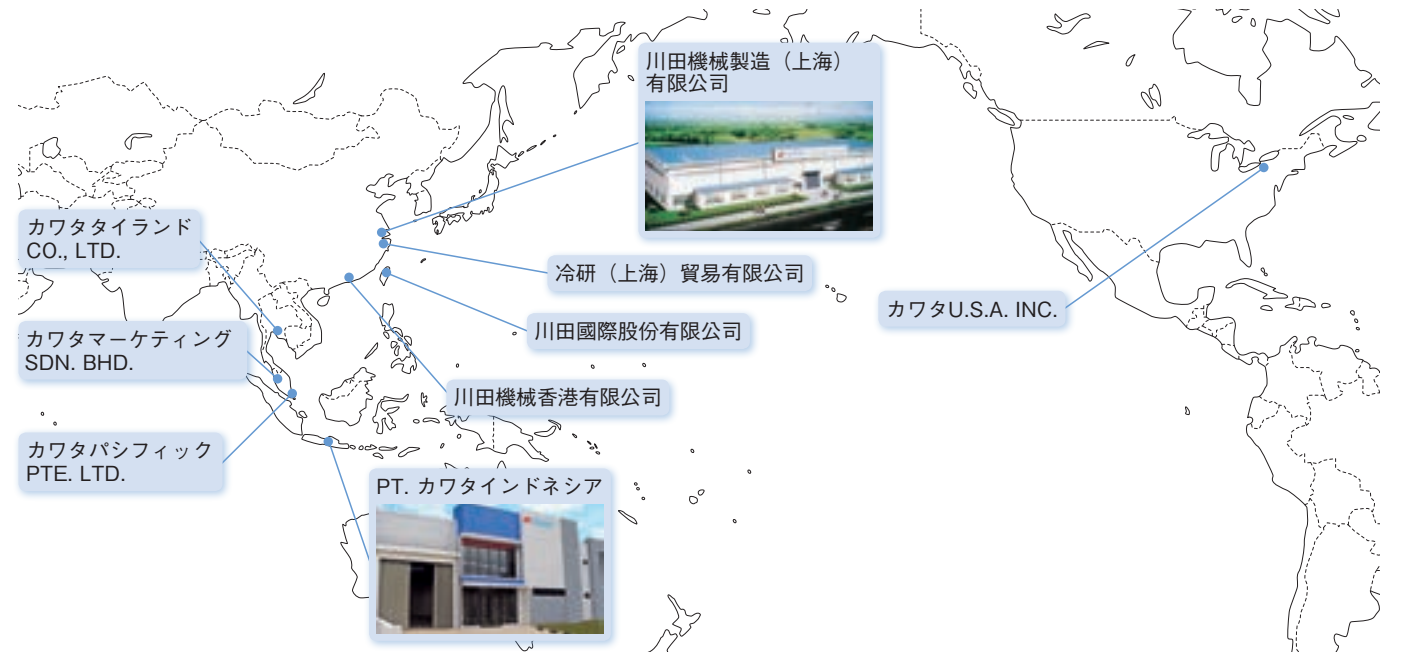 川田機械製造（上海）
有限公司
カワタタイランド
CO., LTD.
冷研（上海）貿易有限公司
カワタU.S.A. INC.
川田國際股份有限公司
カワタマーケティング
SDN. BHD.
川田機械香港有限公司
カワタパシフィック
PTE. LTD.
PT. カワタインドネシア